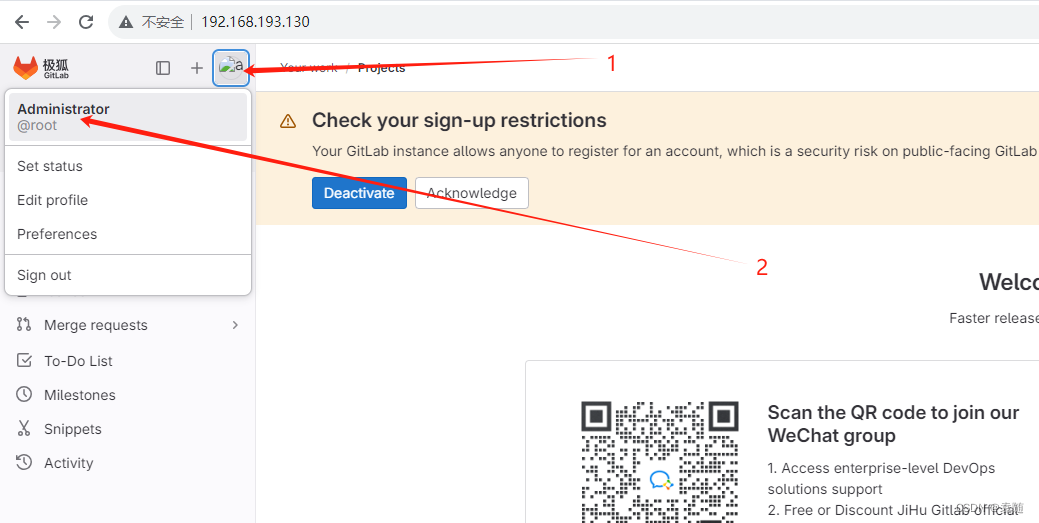 不安全 192.168.193.130
极狐
GitLab
Your work / Projects
1
Administrator
@root
Check your sign-up restrictions
Your GitLab instance allows anyone to register for an account, which is a security risk on public-facing GitLab
Set status
Edit profile
Preferences
Sign out
Deactivate
Acknowledge
2
Merge requests
To-Do List
Milestones
Snippets
Activity
Welco
Faster release
Scan the QR code to join our
WeChat group
1. Access enterprise-level DevOps
solutions support
2. Free or Discount JiHu Gitlab official